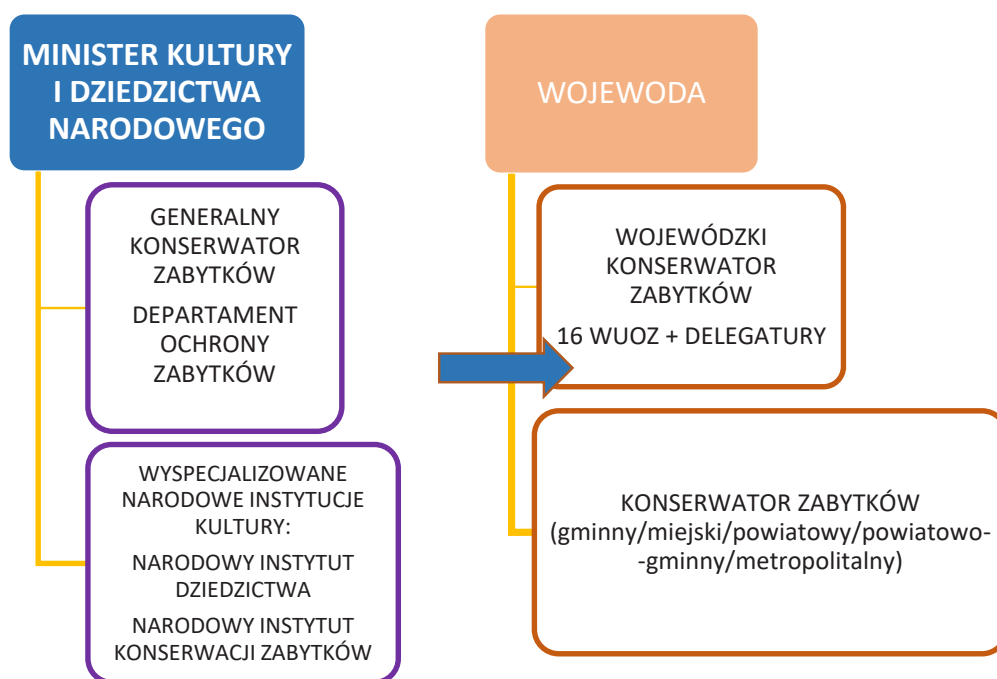 MINISTER KULTURY
I DZIEDZICTWA
NARODOWEGO
GENERALNY
KONSERWATOR
ZABYTKÓW
DEPARTAMENT
OCHRONY
ZABYTKÓW
WYSPECJALIZOWANE
NARODOWE INSTYTUCJE
KULTURY:
NARODOWY INSTYTUT
DZIEDZICTWA
NARODOWY INSTYTUT
KONSERWACJI ZABYTKÓW
WOJEWODA
WOJEWÓDZKI
KONSERWATOR
ZABYTKÓW
16 WUOZ + DELEGATURY
KONSERWATOR ZABYTKÓW
(gminny/miejski/powiatowy/powiatowo-
-gminny/metropolitalny)